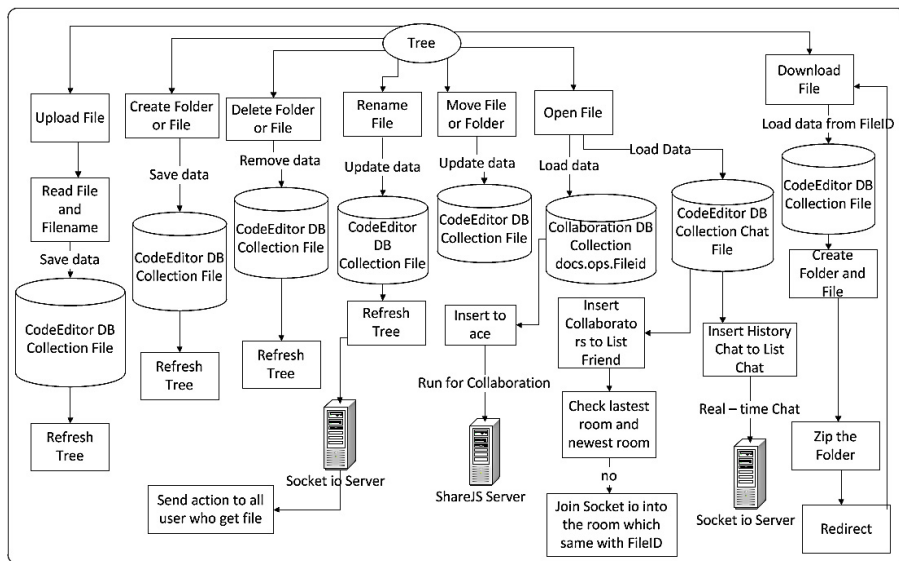 Tree
Upload File
Read File
and
Filename
Save data
CodeEditor DB
Collection File
Refresh
Tree
Create Folder
or File
Save data
CodeEditor DB
Collection File
Refresh
Tree
Delete Folder
or File
Remove data
CodeEditor DB
Collection File
Refresh
Tree
Rename
File
Update data
CodeEditor
DB
Collection File
Refresh
Tree
Socket io Server
Send action to all
user who get file
Move File
or Folder
Update data
CodeEditor DB
Collection File
Open File
Load data
Collaboration DB
Collection
docs.ops.Fileid
Insert to
ace
Run for Collaboration
ShareJS Server
Load Data
CodeEditor DB
Collection Chat
File
Insert
Collaborato
rs to List
Friend
Check lastest
room and
newest room
no
Join Socket io into
the room which
same with FileID
Insert History
Chat to List
Chat
Real – time Chat
Socket io Server
Download
File
Load data from FileID
CodeEditor DB
Collection File
Create
Folder and
File
Zip the
Folder
Redirect